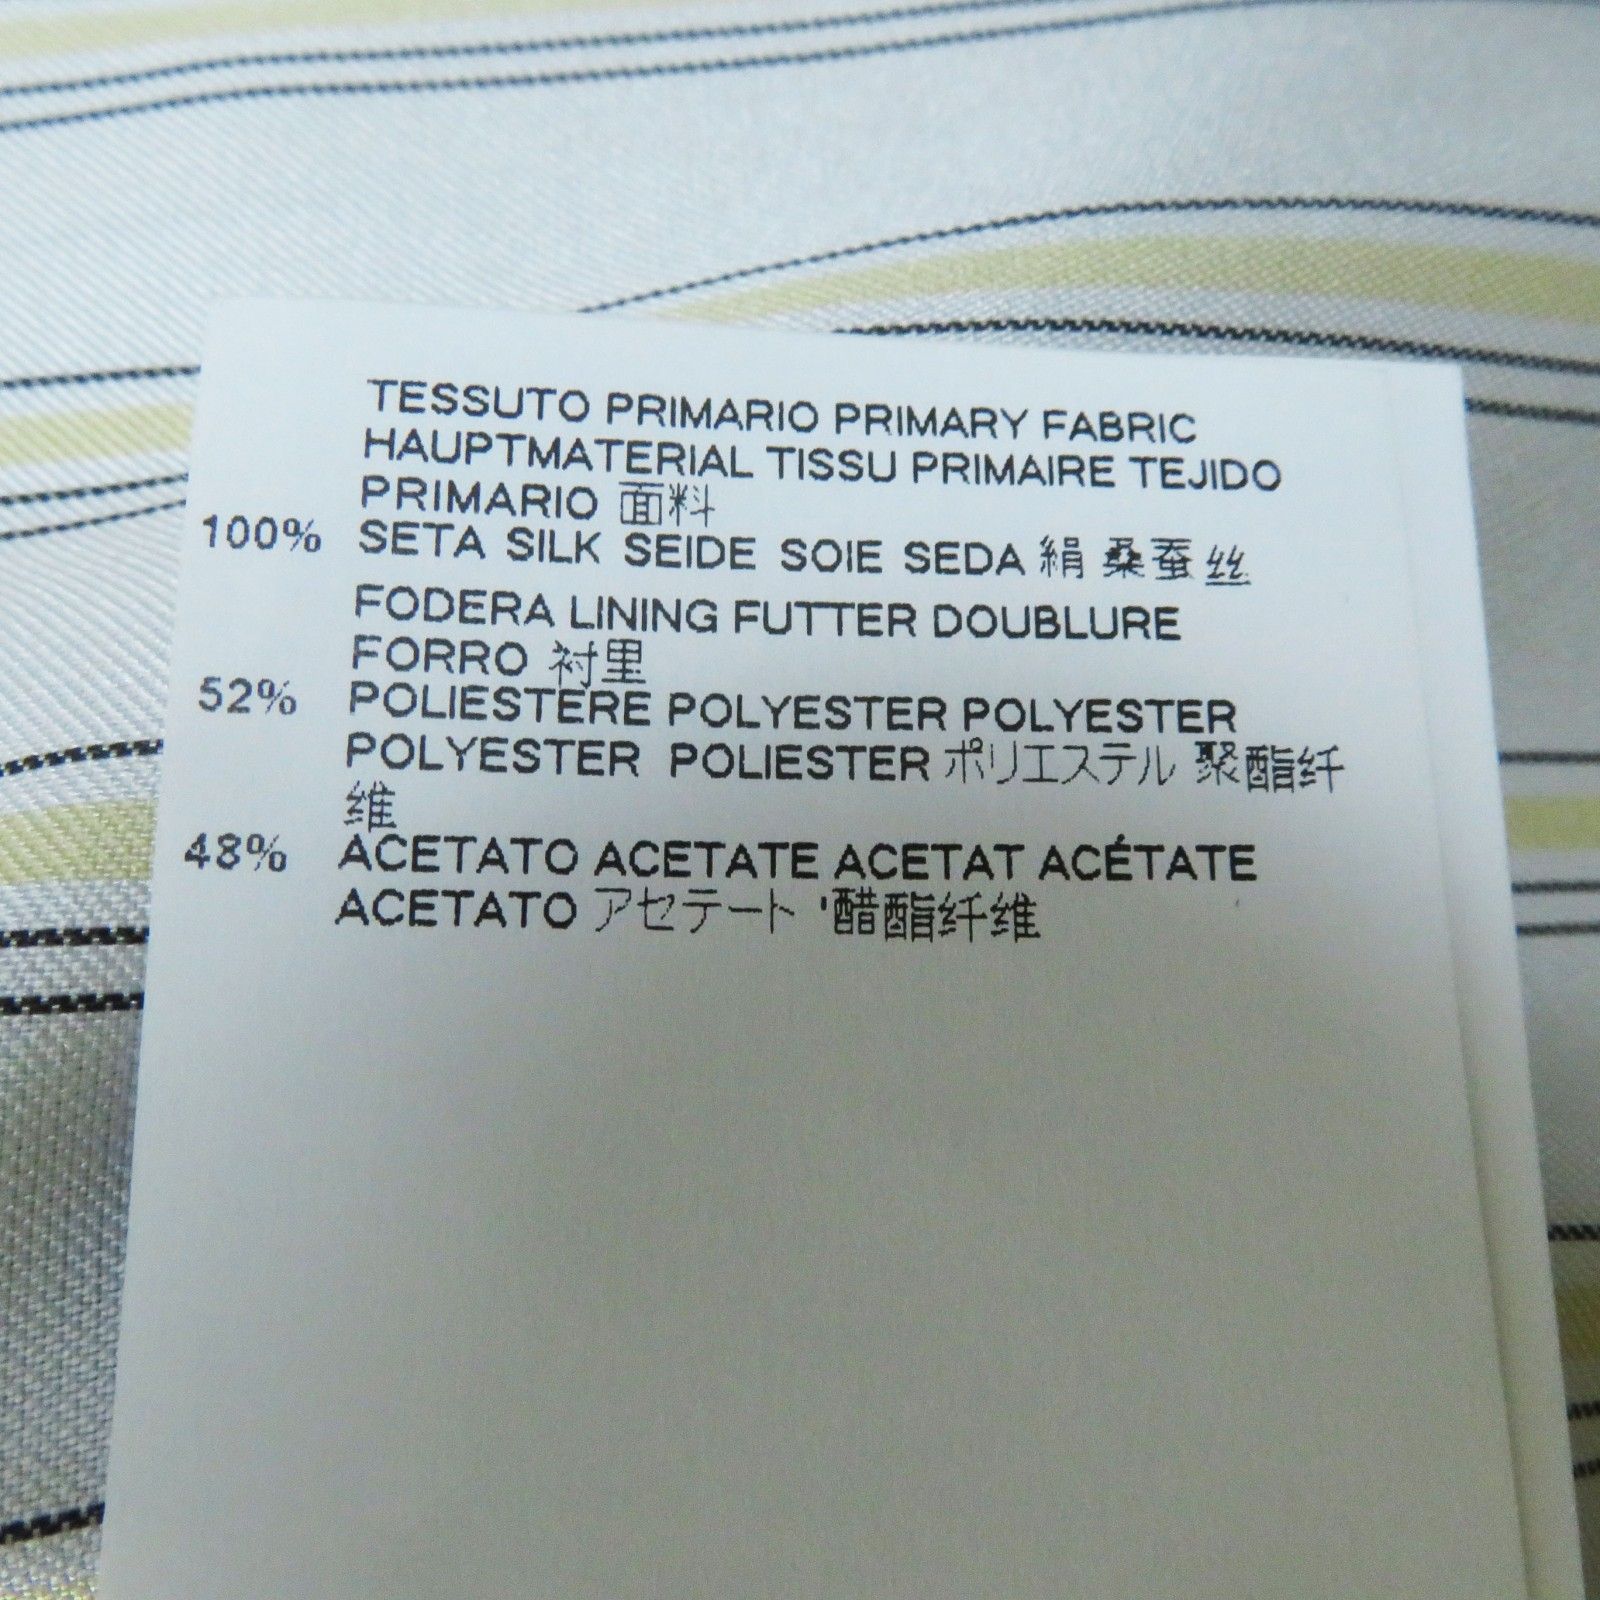 TESSUTO PRIMARIO PRIMARY FABRIC
HAUPTMATERIAL TISSU PRIMAIRE TEJIDO
PRIMARIO 面料
100% SETA SILK SEIDE SOIE SEDA 絹 桑蚕丝
FODERA LINING FUTTER DOUBLURE
FORRO 衬里
52% POLIESTERE POLYESTER POLYESTER
POLYESTER POLIESTER ポリエステル 聚酯纤
维
48% ACETATO ACETATE ACETAT ACÉTATE
ACETATO アセテート '醋酯纤维